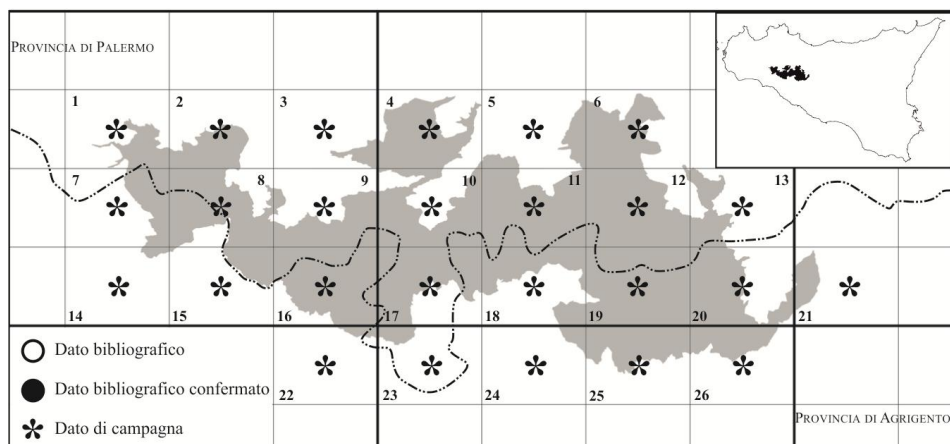 PROVINCIA DI PALERMO
1 2 3 4 5 6
7 8 9 10 11 12 13
14 15 16 17 18 19 20 21
Dato bibliografico
Dato bibliografico confermato
22 23 24 25 26
Dato di campagna
PROVINCIA DI AGRIGENTO